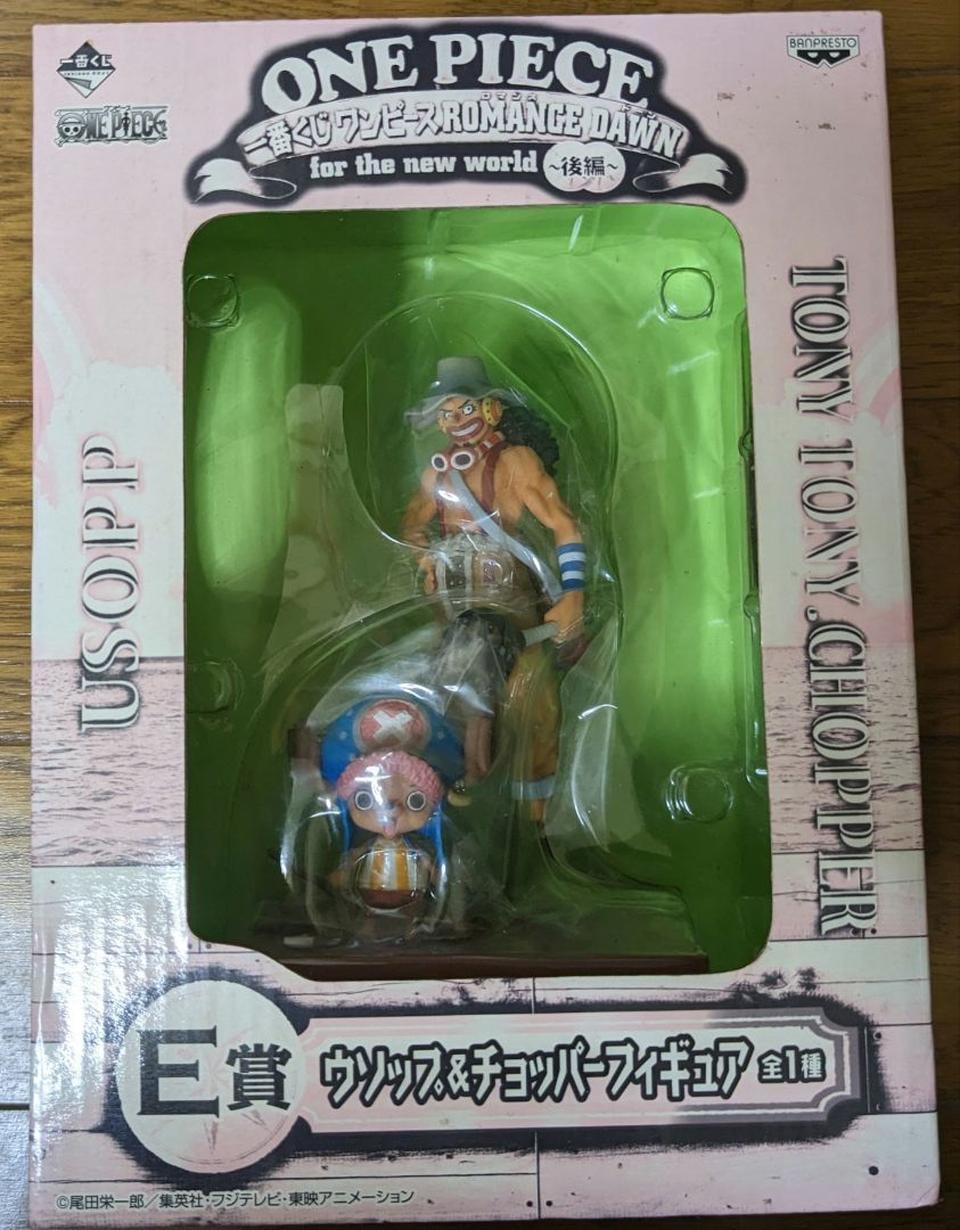 一番くじ
ONE PIECE
BANPRESTO
ONE PIECE
ロマンス ドーン
一番くじ ワンピース ROMANCE DAWN
for the new world ～後編～
USOPP
TONY TONY.CHOPPER
E賞
ウソップ&チョッパーフィギュア 全1種
©尾田栄一郎／集英社・フジテレビ・東映アニメーション